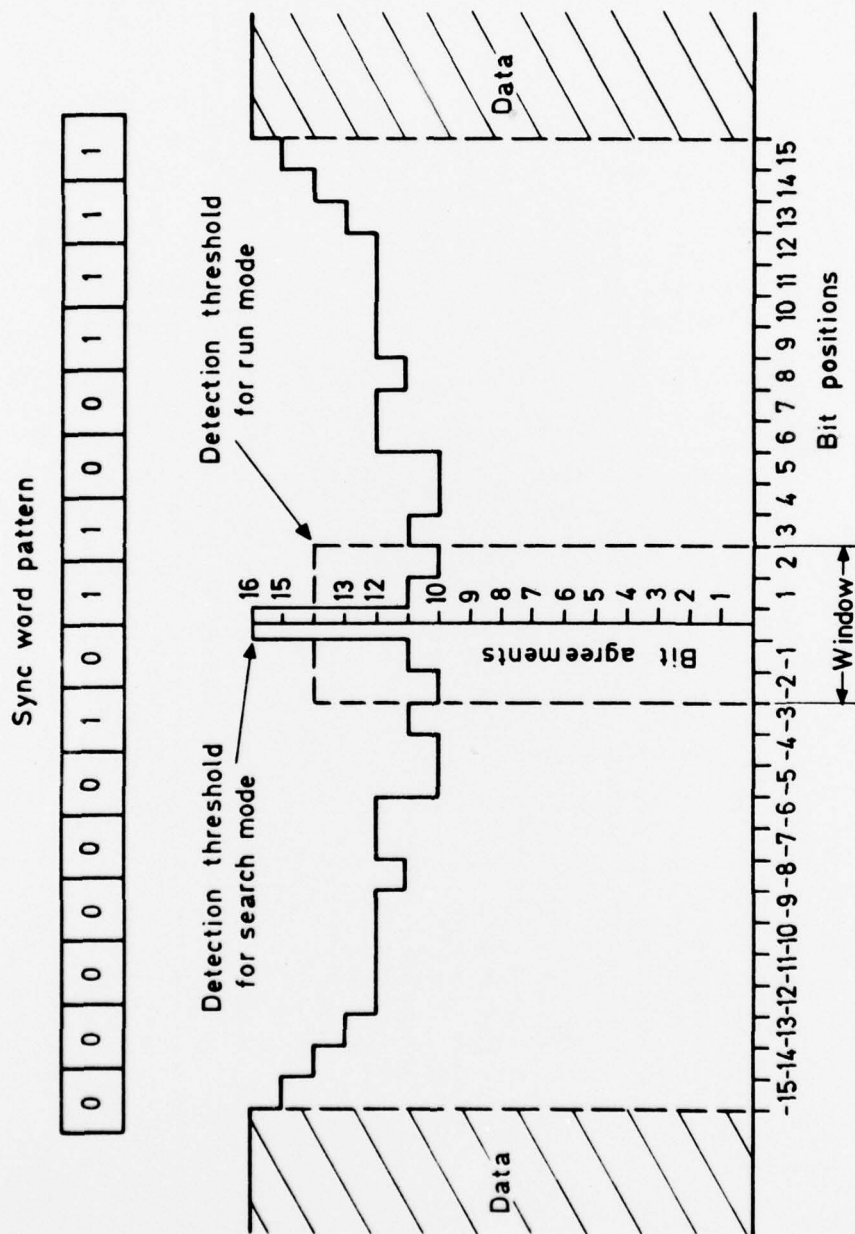 Sync word pattern
0 0 0 0 0 0 1 0 1 1 0 0 1 1 1 1
Detection threshold
for search mode
Detection threshold
for run mode
16
15
13
12
10
9
8
7
6
5
4
3
2
1
Bit agreements
Data
Data
-15 -14 -13 -12 -11 -10 -9 -8 -7 -6 -5 -4 -3 -2 -1 1 2 3 4 5 6 7 8 9 10 11 12 13 14 15
Window
Bit positions